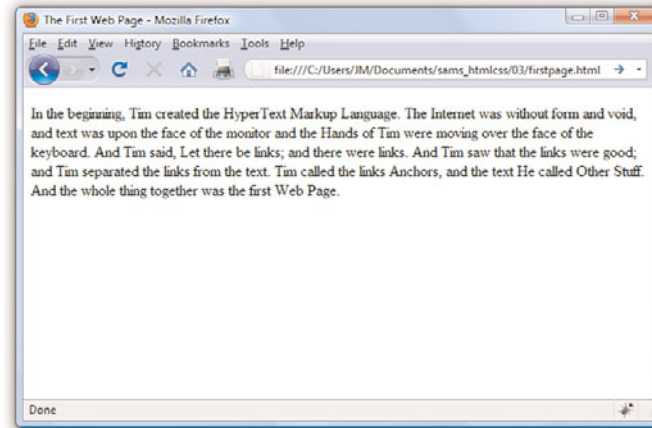 The First Web Page - Mozilla Firefox
File Edit View History Bookmarks Tools Help
file:///C:/Users/JM/Documents/sams_htmlcss/03/firstpage.html
In the beginning, Tim created the HyperText Markup Language. The Internet was without form and void,
and text was upon the face of the monitor and the Hands of Tim were moving over the face of the
keyboard. And Tim said, Let there be links; and there were links. And Tim saw that the links were good;
and Tim separated the links from the text. Tim called the links Anchors, and the text He called Other Stuff.
And the whole thing together was the first Web Page.
Done